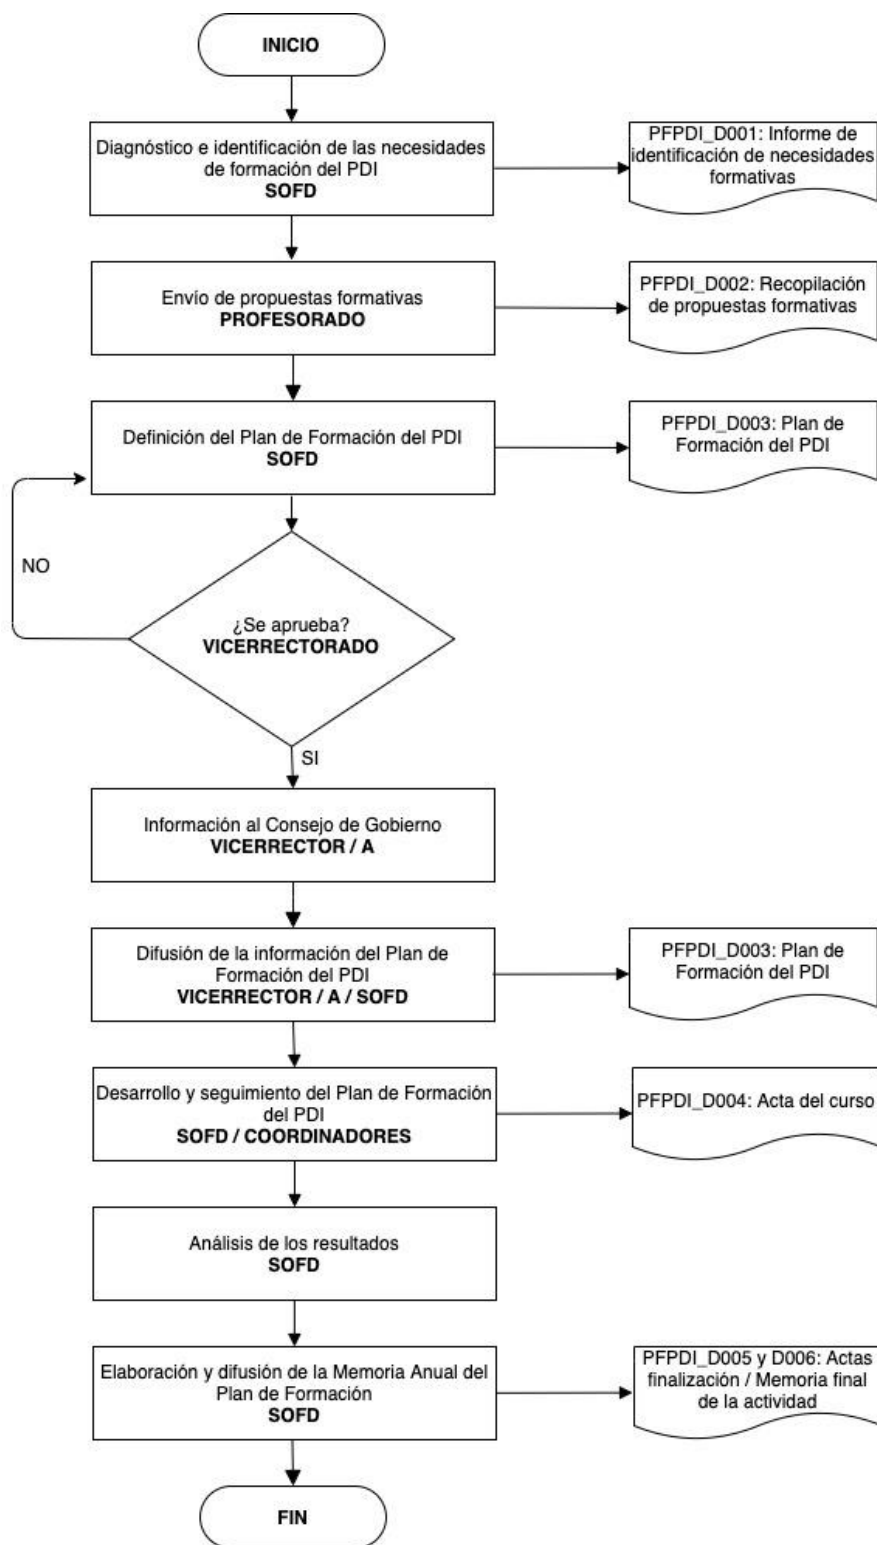 INICIO
Diagnóstico e identificación de las necesidades
de formación del PDI
SOFD
PFPDI_D001: Informe de
identificación de necesidades
formativas
Envío de propuestas formativas
PROFESORADO
PFPDI_D002: Recopilación
de propuestas formativas
Definición del Plan de Formación del PDI
SOFD
PFPDI_D003: Plan de
Formación del PDI
NO
¿Se aprueba?
VICERRECTORADO
SI
Información al Consejo de Gobierno
VICERRECTOR / A
Difusión de la información del Plan de
Formación del PDI
VICERRECTOR / A / SOFD
PFPDI_D003: Plan de
Formación del PDI
Desarrollo y seguimiento del Plan de Formación
del PDI
SOFD / COORDINADORES
PFPDI_D004: Acta del curso
Análisis de los resultados
SOFD
Elaboración y difusión de la Memoria Anual del
Plan de Formación
SOFD
PFPDI_D005 y D006: Actas
finalización / Memoria final
de la actividad
FIN